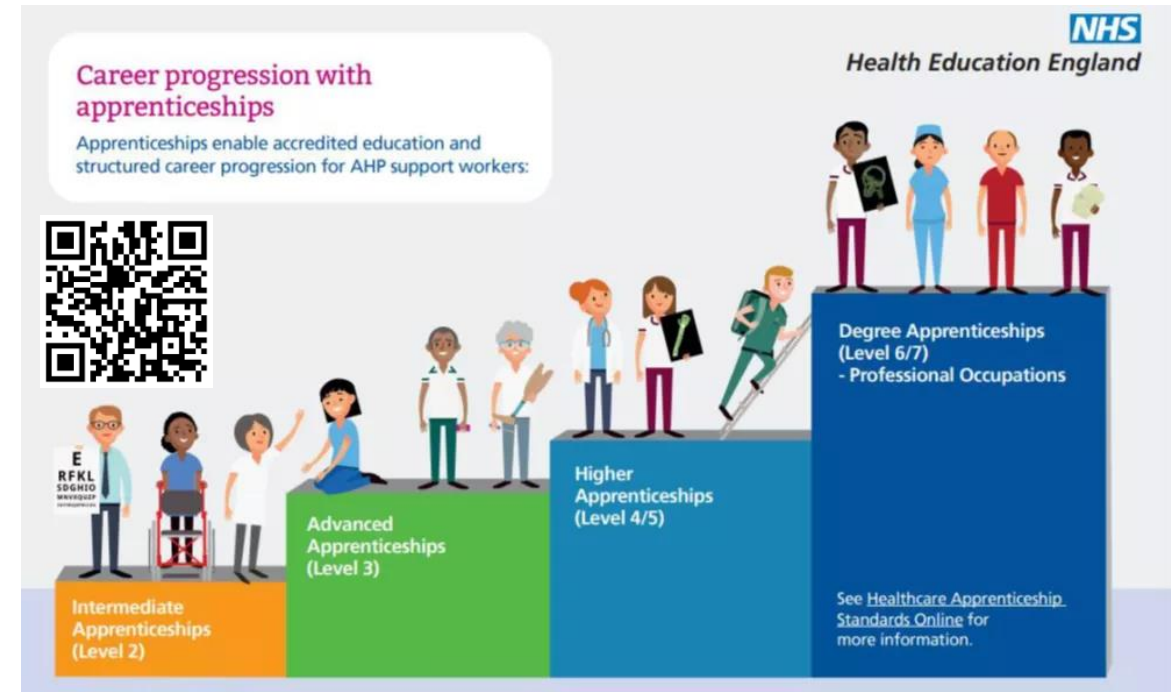 NHS
Health Education England
Career progression with
apprenticeships
Apprenticeships enable accredited education and
structured career progression for AHP support workers:
E
RFKL
SDGHIO
Intermediate
Apprenticeships
(Level 2)
Advanced
Apprenticeships
(Level 3)
Higher
Apprenticeships
(Level 4/5)
Degree Apprenticeships
(Level 6/7)
- Professional Occupations
See Healthcare Apprenticeship
Standards Online for
more information.